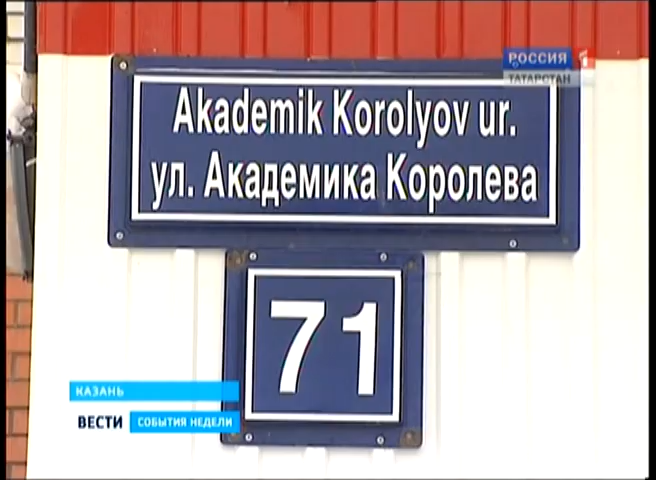 РОССИЯ 1
ТАТАРСТАН
Akademik Korolyov ur.
ул. Академика Королева
71
КАЗАНЬ
ВЕСТИ СОБЫТИЯ НЕДЕЛИ